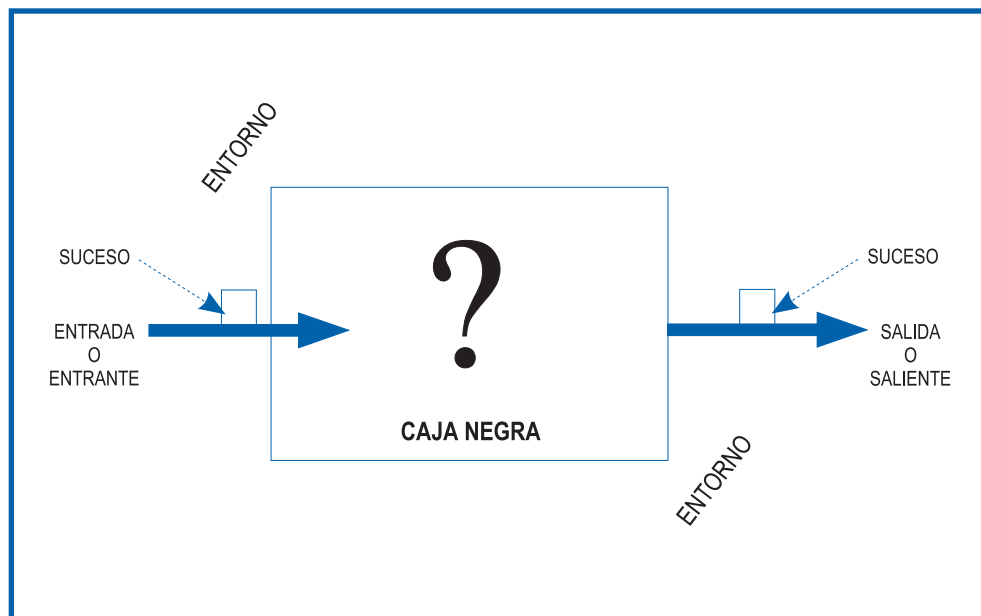 ENTORNO
SUCESO
ENTRADA
O
ENTRANTE
?
CAJA NEGRA
SUCESO
SALIDA
O
SALIENTE
ENTORNO